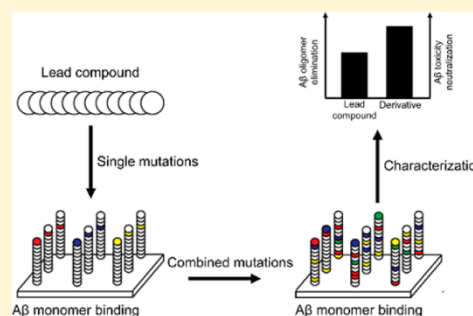 Lead compound
Single mutations
Aβ monomer binding
Combined mutations
Aβ monomer binding
Characterizatio
Aβ oligomer
elimination
Lead
compound
Derivative
Aβ toxicity
neutralization